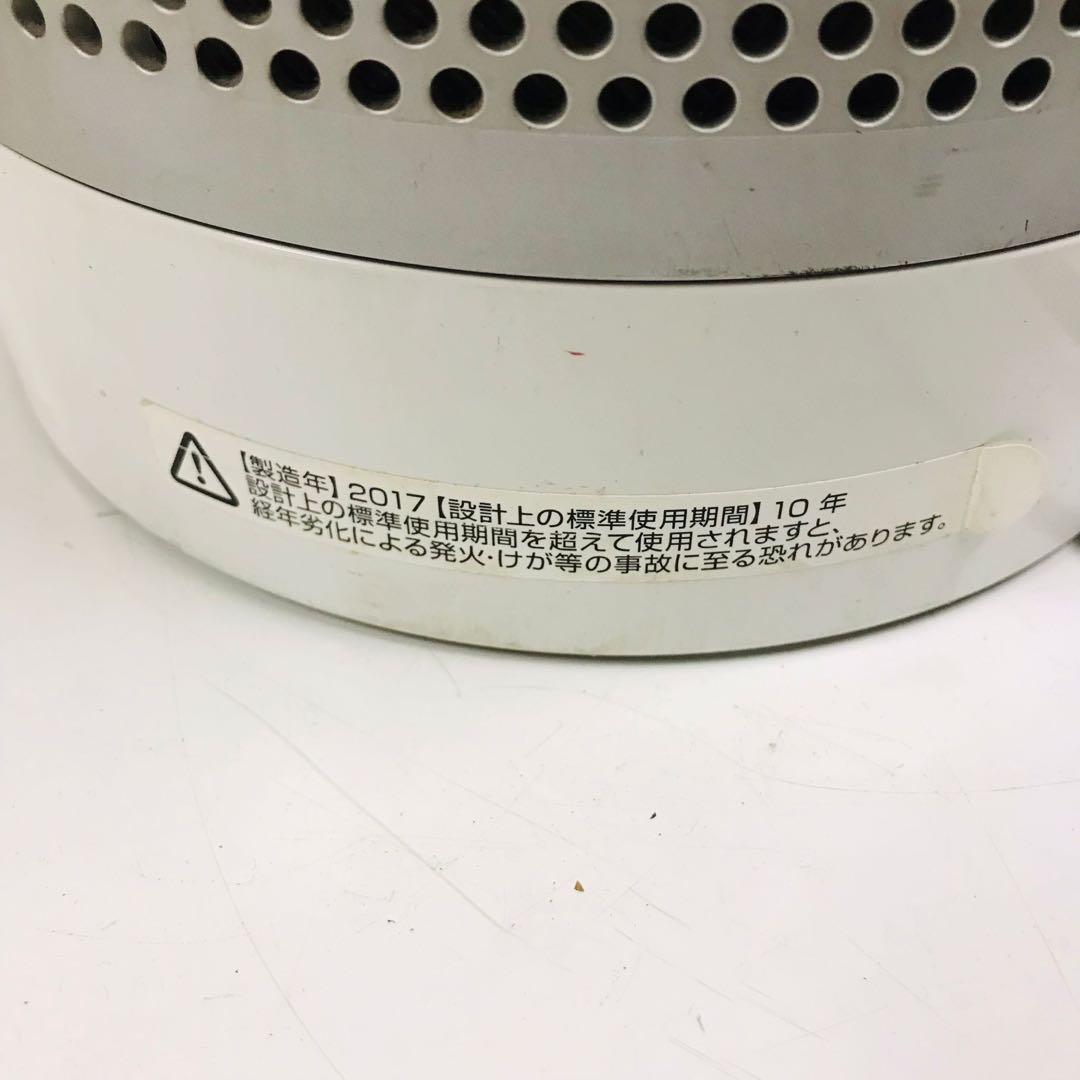 【製造年】2017【設計上の標準使用期間】10 年
設計上の標準使用期間を超えて使用されますと、
経年劣化による発火・けが等の事故に至る恐れがあります。